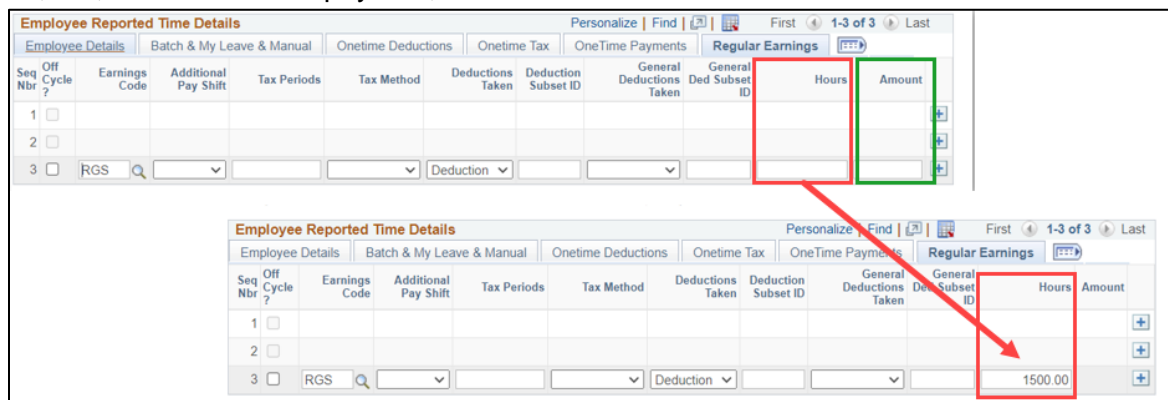 Employee Reported Time Details Personalize | Find | First 1-3 of 3 Last
Employee Details Batch & My Leave & Manual Onetime Deductions Onetime Tax OneTime Payments Regular Earnings
Seq Nbr Off Cycle ? Earnings Code Additional Pay Shift Tax Periods Tax Method Deductions Taken Deduction Subset ID General Deductions Taken General Ded Subset ID Hours Amount
1
2
3 RGS Deduction
Employee Reported Time Details Personalize | Find | First 1-3 of 3 Last
Employee Details Batch & My Leave & Manual Onetime Deductions Onetime Tax OneTime Payments Regular Earnings
Seq Nbr Off Cycle ? Earnings Code Additional Pay Shift Tax Periods Tax Method Deductions Taken Deduction Subset ID General Deductions Taken General Ded Subset ID Hours Amount
1
2
3 RGS Deduction 1500.00